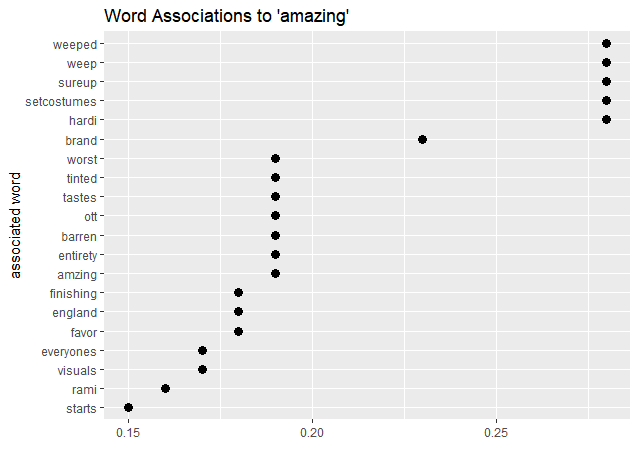 Word Associations to 'amazing'
associated word
weeped
weep
sureup
setcostumes
hardi
brand
worst
tinted
tastes
ott
barren
entirety
amzing
finishing
england
favor
everyones
visuals
rami
starts
0.15 0.20 0.25